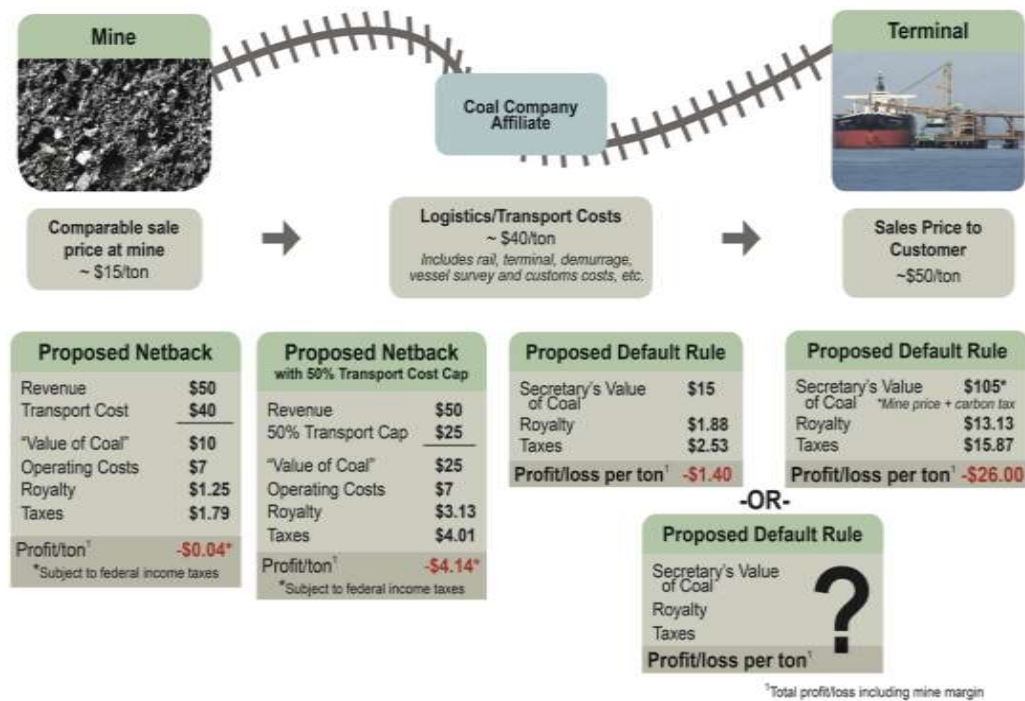 Mine
Terminal
Coal Company
Affiliate
Comparable sale
price at mine
~ $15/ton
Logistics/Transport Costs
~ $40/ton
Includes rail, terminal, demurrage,
vessel survey and customs costs, etc.
Sales Price to
Customer
~$50/ton
Proposed Netback
Revenue $50
Transport Cost $40
"Value of Coal" $10
Operating Costs $7
Royalty $1.25
Taxes $1.79
Profit/ton¹ -$0.04*
*Subject to federal income taxes
Proposed Netback
with 50% Transport Cost Cap
Revenue $50
50% Transport Cap $25
"Value of Coal" $25
Operating Costs $7
Royalty $3.13
Taxes $4.01
Profit/ton¹ -$4.14*
*Subject to federal income taxes
Proposed Default Rule
Secretary's Value $15
of Coal
Royalty $1.88
Taxes $2.53
Profit/loss per ton¹ -$1.40
Proposed Default Rule
Secretary's Value $105*
of Coal *Mine price + carbon tax
Royalty $13.13
Taxes $15.87
Profit/loss per ton¹ -$26.00
-OR-
Proposed Default Rule
Secretary's Value
of Coal
Royalty
Taxes
?
Profit/loss per ton¹
¹Total profit/loss including mine margin